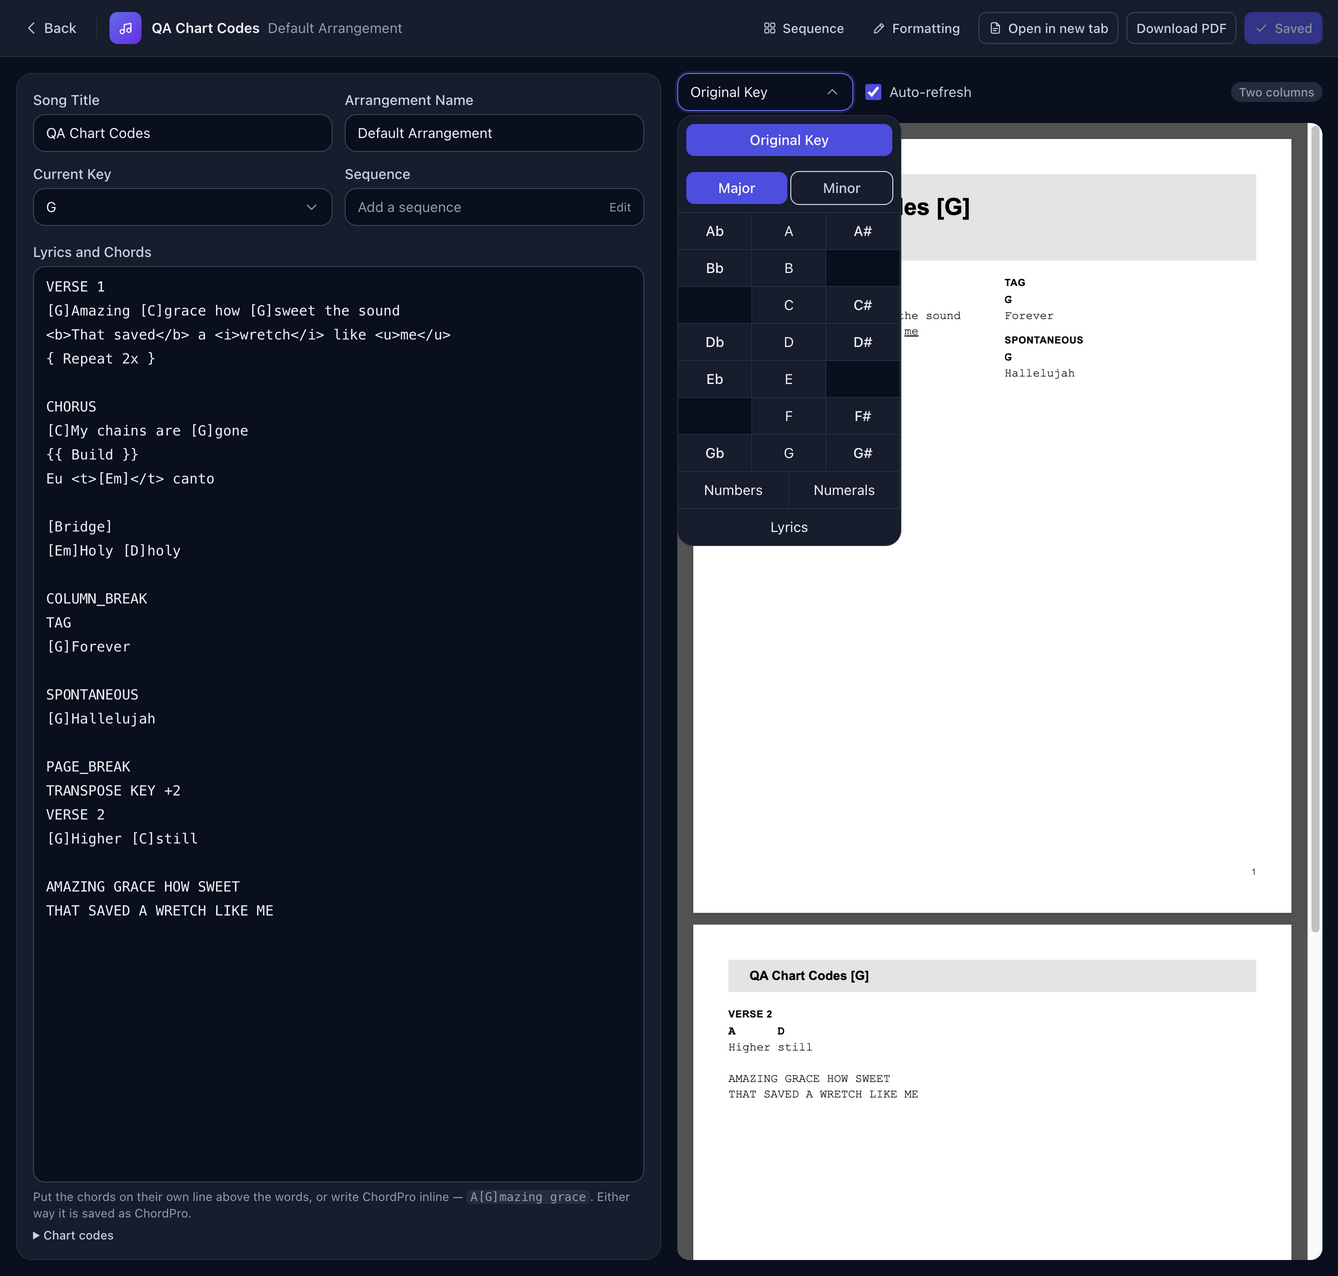 Back
QA Chart Codes Default Arrangement
Sequence
Formatting
Open in new tab
Download PDF
Saved
Song Title
QA Chart Codes
Arrangement Name
Default Arrangement
Current Key
G
Sequence
Add a sequence
Edit
Lyrics and Chords
VERSE 1
[G]Amazing [C]grace how [G]sweet the sound
<b>That saved</b> a <i>wretch</i> like <u>me</u>
{ Repeat 2x }
CHORUS
[C]My chains are [G]gone
{{ Build }}
Eu <t>[Em]</t> canto
[Bridge]
[Em]Holy [D]holy
COLUMN_BREAK
TAG
[G]Forever
SPONTANEOUS
[G]Hallelujah
PAGE_BREAK
TRANSPOSE KEY +2
VERSE 2
[G]Higher [C]still
AMAZING GRACE HOW SWEET
THAT SAVED A WRETCH LIKE ME
Put the chords on their own line above the words, or write ChordPro inline — A[G]mazing grace. Either
way it is saved as ChordPro.
Chart codes
Original Key
Auto-refresh
Two columns
Original Key
Major Minor
Ab A A#
Bb B
C C#
Db D D#
Eb E
F F#
Gb G G#
Numbers Numerals
Lyrics
[G]
sound
me
TAG
G
Forever
SPONTANEOUS
G
Hallelujah
1
QA Chart Codes [G]
VERSE 2
A D
Higher still
AMAZING GRACE HOW SWEET
THAT SAVED A WRETCH LIKE ME